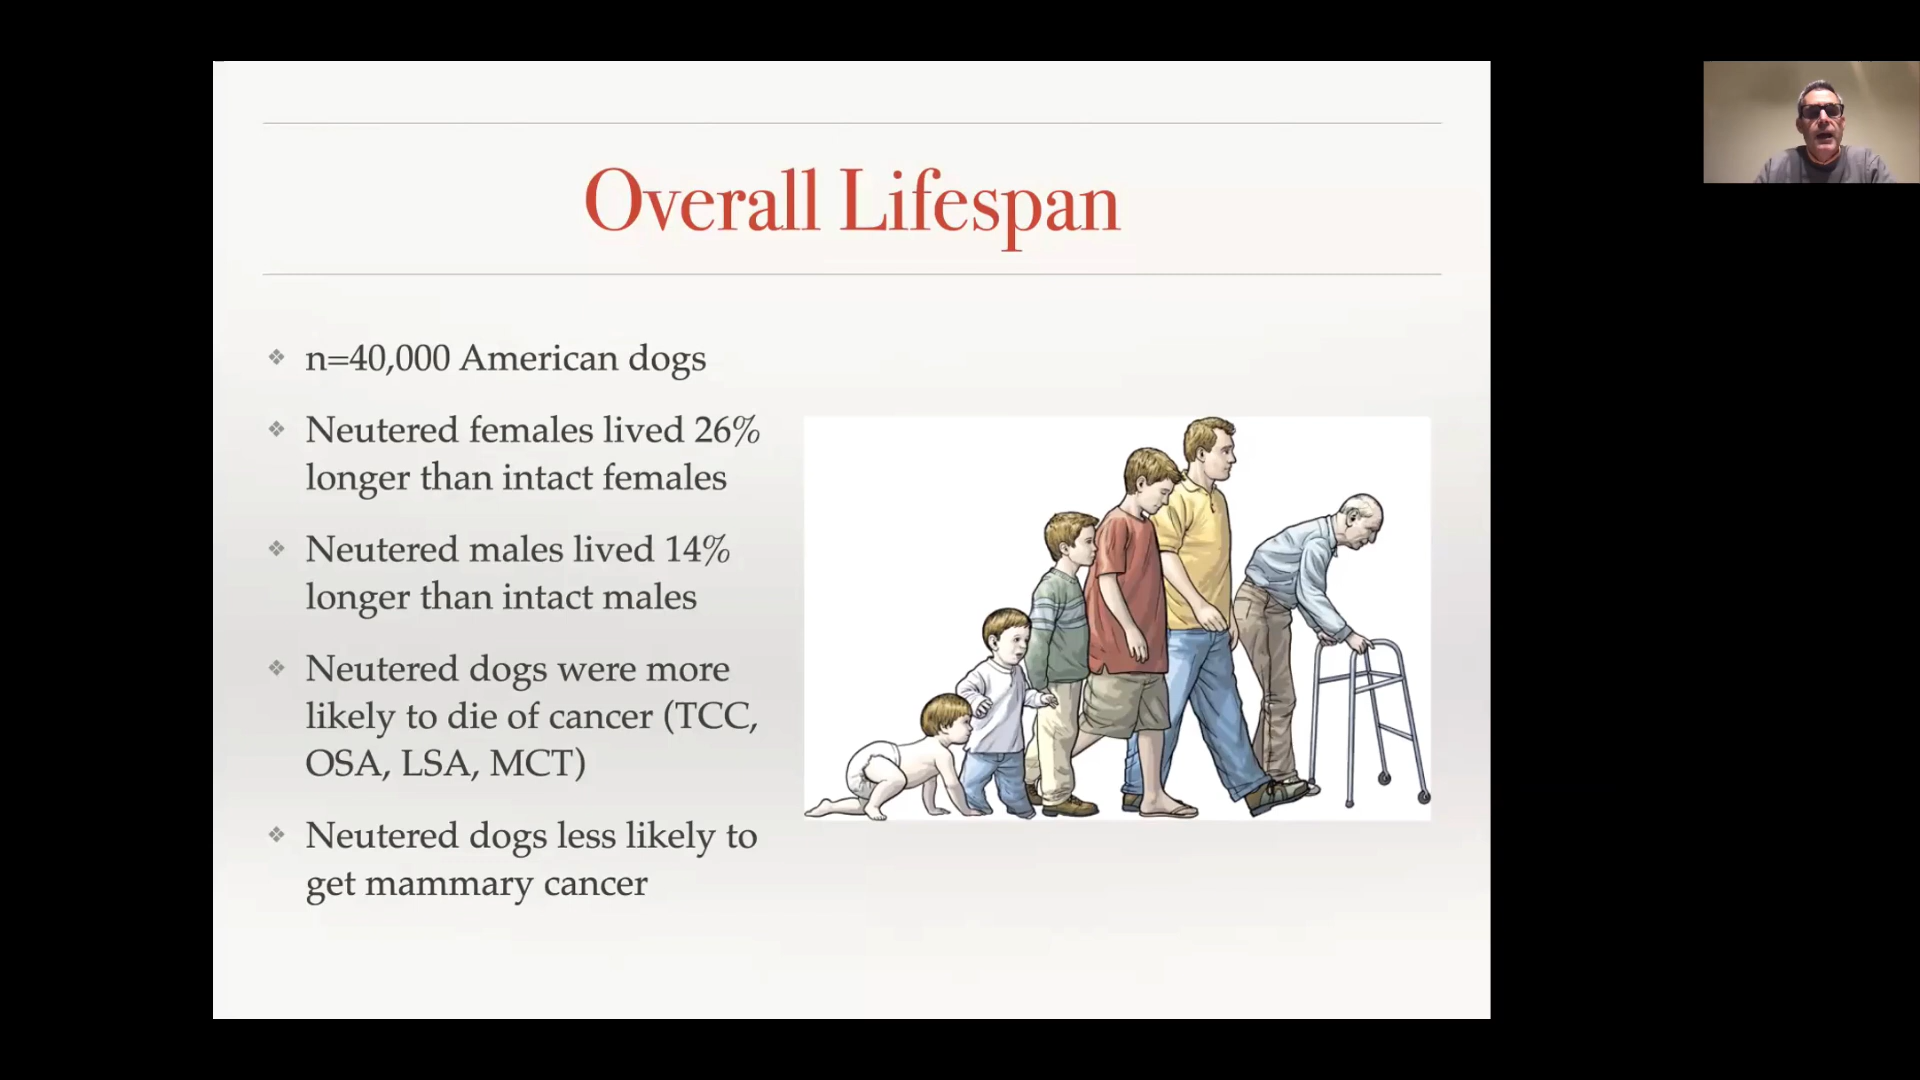 Overall Lifespan
n=40,000 American dogs
Neutered females lived 26%
longer than intact females
Neutered males lived 14%
longer than intact males
Neutered dogs were more
likely to die of cancer (TCC,
OSA, LSA, MCT)
Neutered dogs less likely to
get mammary cancer